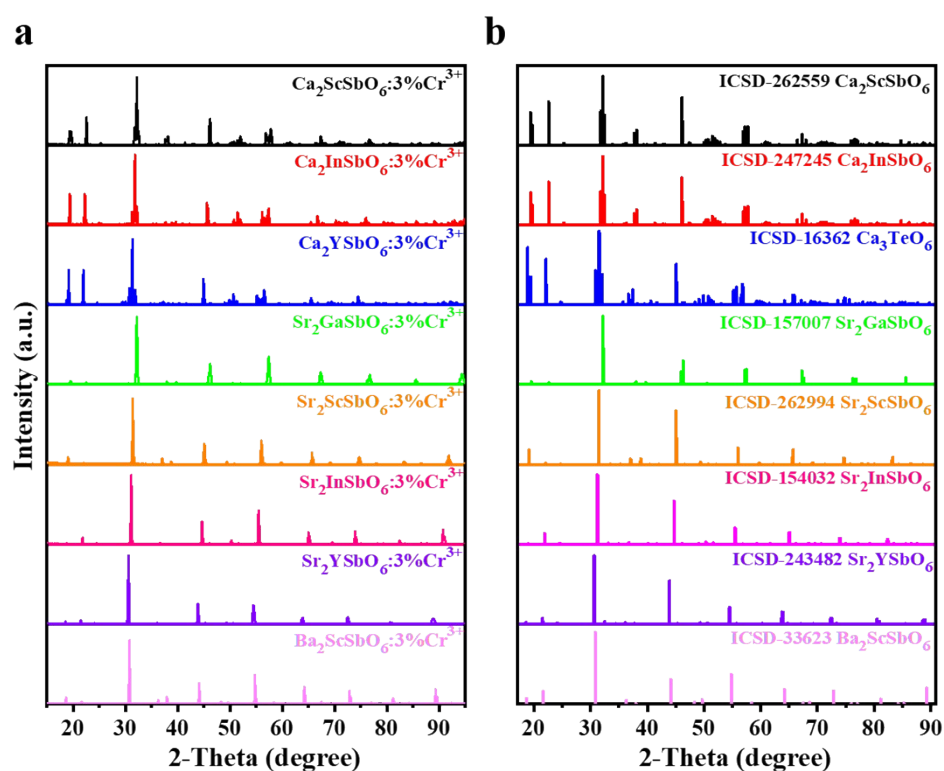 a
Ca₂ScSbO₆:3%Cr³⁺
Ca₂InSbO₆:3%Cr³⁺
Ca₂YSbO₆:3%Cr³⁺
Sr₂GaSbO₆:3%Cr³⁺
Sr₂ScSbO₆:3%Cr³⁺
Sr₂InSbO₆:3%Cr³⁺
Sr₂YSbO₆:3%Cr³⁺
Ba₂ScSbO₆:3%Cr³⁺
Intensity (a.u.)
20 30 40 50 60 70 80 90
2-Theta (degree)
b
ICSD-262559 Ca₂ScSbO₆
ICSD-247245 Ca₂InSbO₆
ICSD-16362 Ca₃TeO₆
ICSD-157007 Sr₂GaSbO₆
ICSD-262994 Sr₂ScSbO₆
ICSD-154032 Sr₂InSbO₆
ICSD-243482 Sr₂YSbO₆
ICSD-33623 Ba₂ScSbO₆
20 30 40 50 60 70 80 90
2-Theta (degree)